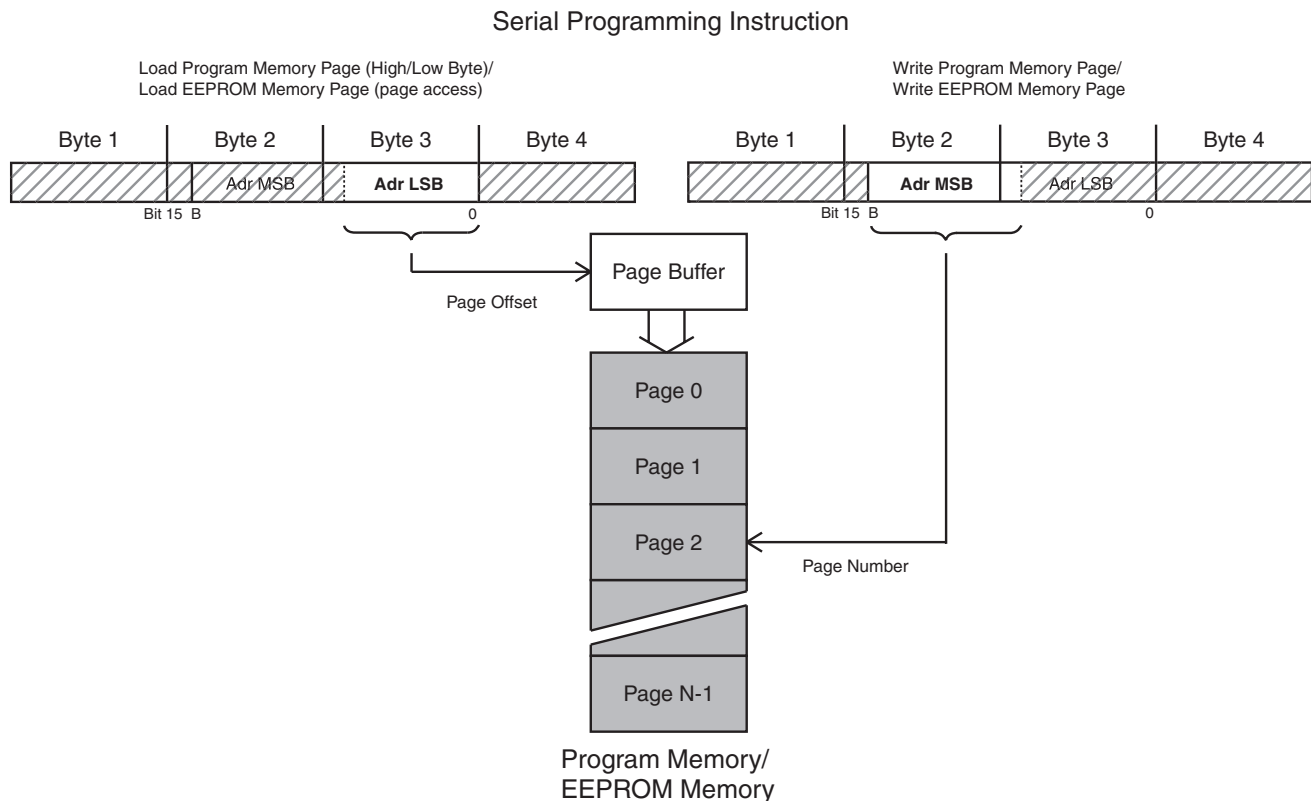 Serial Programming Instruction
Load Program Memory Page (High/Low Byte)/
Load EEPROM Memory Page (page access)
Write Program Memory Page/
Write EEPROM Memory Page
Byte 1 Byte 2 Byte 3 Byte 4
Byte 1 Byte 2 Byte 3 Byte 4
Adr MSB Adr LSB
Adr MSB Adr LSB
Bit 15 B 0
Bit 15 B 0
Page Buffer
Page Offset
Page 0
Page 1
Page 2
Page Number
Page N-1
Program Memory/
EEPROM Memory